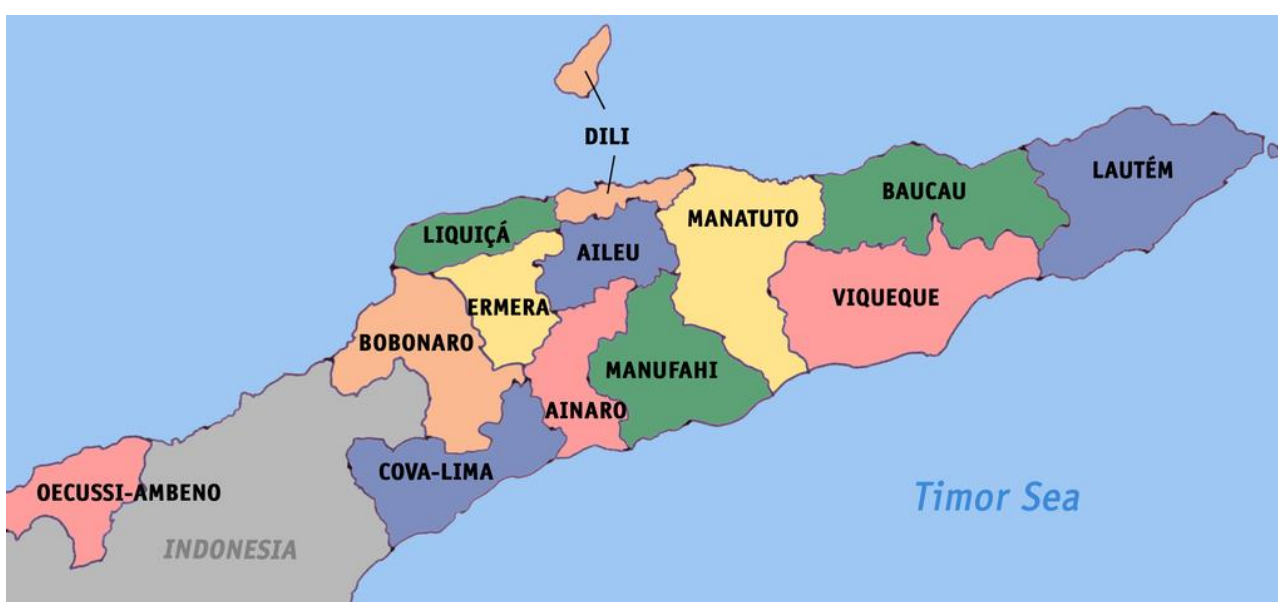 DILI
LAUTÉM
BAUCAU
MANATUTO
LIQUIÇÁ
AILEU
VIQUEQUE
ERMERA
BOBONARO
MANUFAHI
AINARO
COVA-LIMA
OECUSSI-AMBENO
Timor Sea
INDONESIA